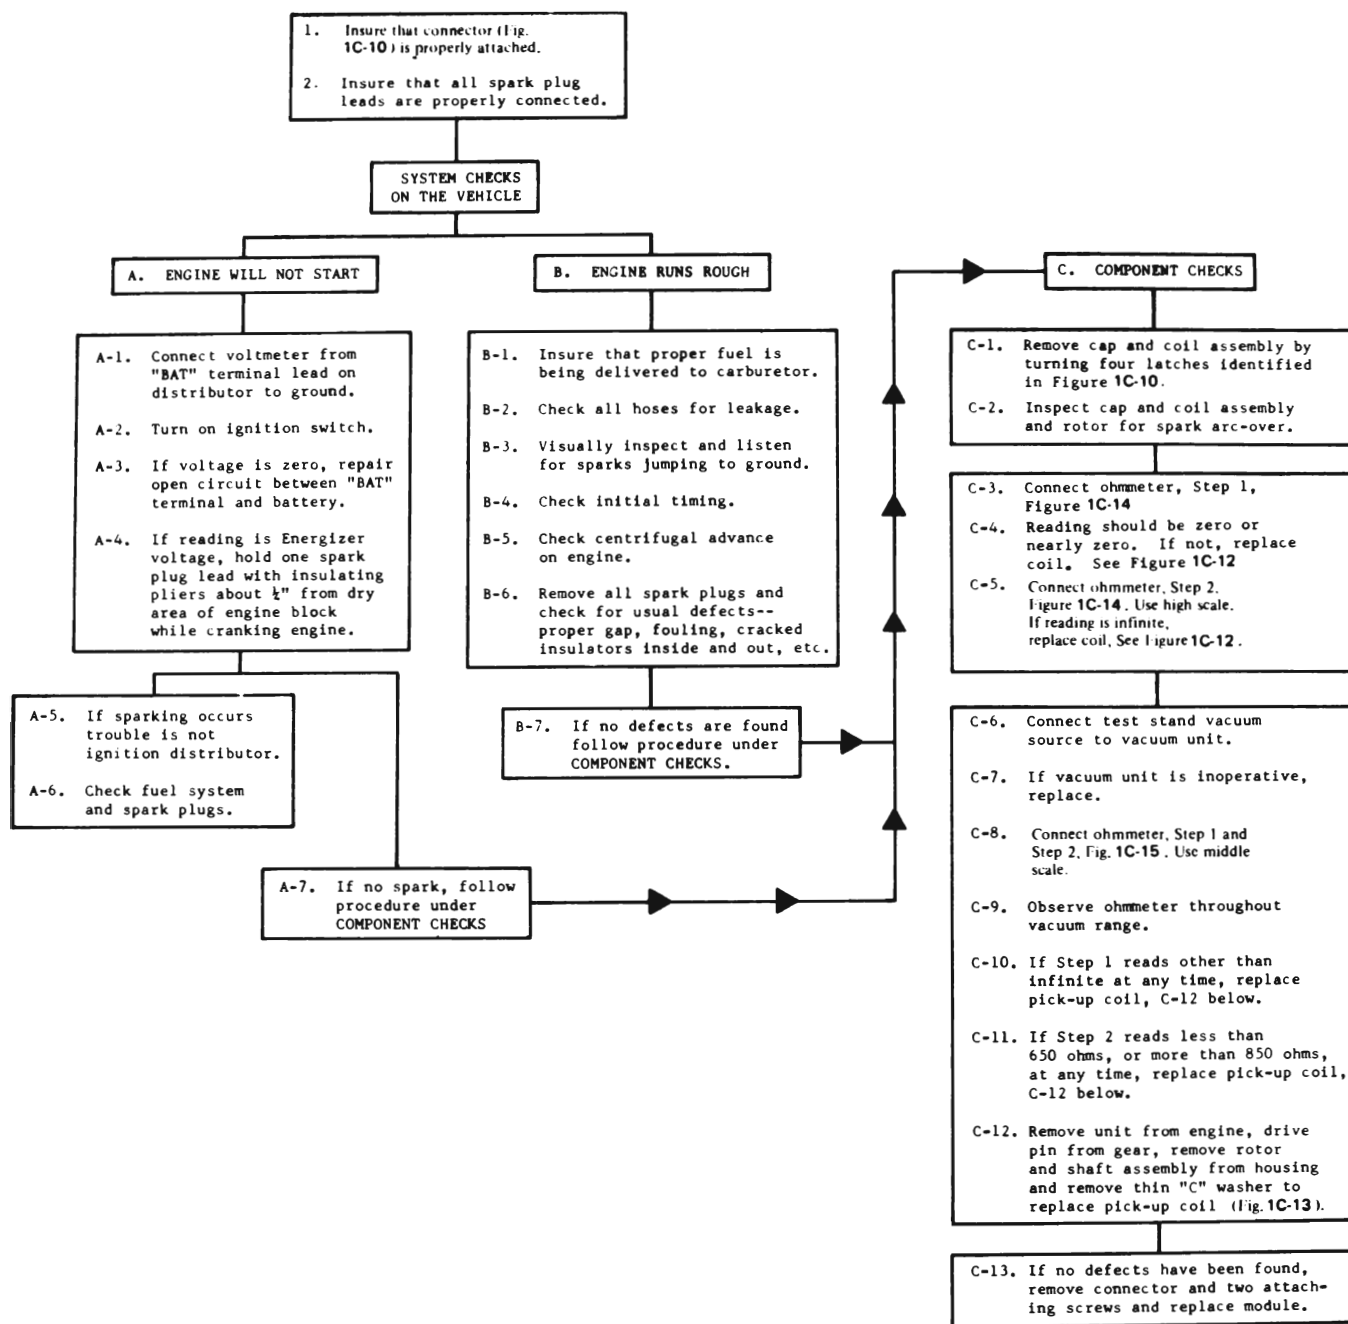 1. Insure that connector (Fig.
1C-10) is properly attached.
2. Insure that all spark plug
leads are properly connected.
SYSTEM CHECKS
ON THE VEHICLE
A. ENGINE WILL NOT START
A-1. Connect voltmeter from
"BAT" terminal lead on
distributor to ground.
A-2. Turn on ignition switch.
A-3. If voltage is zero, repair
open circuit between "BAT"
terminal and battery.
A-4. If reading is Energizer
voltage, hold one spark
plug lead with insulating
pliers about ¼" from dry
area of engine block
while cranking engine.
A-5. If sparking occurs
trouble is not
ignition distributor.
A-6. Check fuel system
and spark plugs.
A-7. If no spark, follow
procedure under
COMPONENT CHECKS
B. ENGINE RUNS ROUGH
B-1. Insure that proper fuel is
being delivered to carburetor.
B-2. Check all hoses for leakage.
B-3. Visually inspect and listen
for sparks jumping to ground.
B-4. Check initial timing.
B-5. Check centrifugal advance
on engine.
B-6. Remove all spark plugs and
check for usual defects--
proper gap, fouling, cracked
insulators inside and out, etc.
B-7. If no defects are found
follow procedure under
COMPONENT CHECKS.
C. COMPONENT CHECKS
C-1. Remove cap and coil assembly by
turning four latches identified
in Figure 1C-10.
C-2. Inspect cap and coil assembly
and rotor for spark arc-over.
C-3. Connect ohmmeter, Step 1,
Figure 1C-14
C-4. Reading should be zero or
nearly zero. If not, replace
coil. See Figure 1C-12
C-5. Connect ohmmeter, Step 2.
Figure 1C-14. Use high scale.
If reading is infinite,
replace coil, See Figure 1C-12.
C-6. Connect test stand vacuum
source to vacuum unit.
C-7. If vacuum unit is inoperative,
replace.
C-8. Connect ohmmeter, Step 1 and
Step 2, Fig. 1C-15. Use middle
scale.
C-9. Observe ohmmeter throughout
vacuum range.
C-10. If Step 1 reads other than
infinite at any time, replace
pick-up coil, C-12 below.
C-11. If Step 2 reads less than
650 ohms, or more than 850 ohms,
at any time, replace pick-up coil,
C-12 below.
C-12. Remove unit from engine, drive
pin from gear, remove rotor
and shaft assembly from housing
and remove thin "C" washer to
replace pick-up coil (Fig. 1C-13).
C-13. If no defects have been found,
remove connector and two attach-
ing screws and replace module.